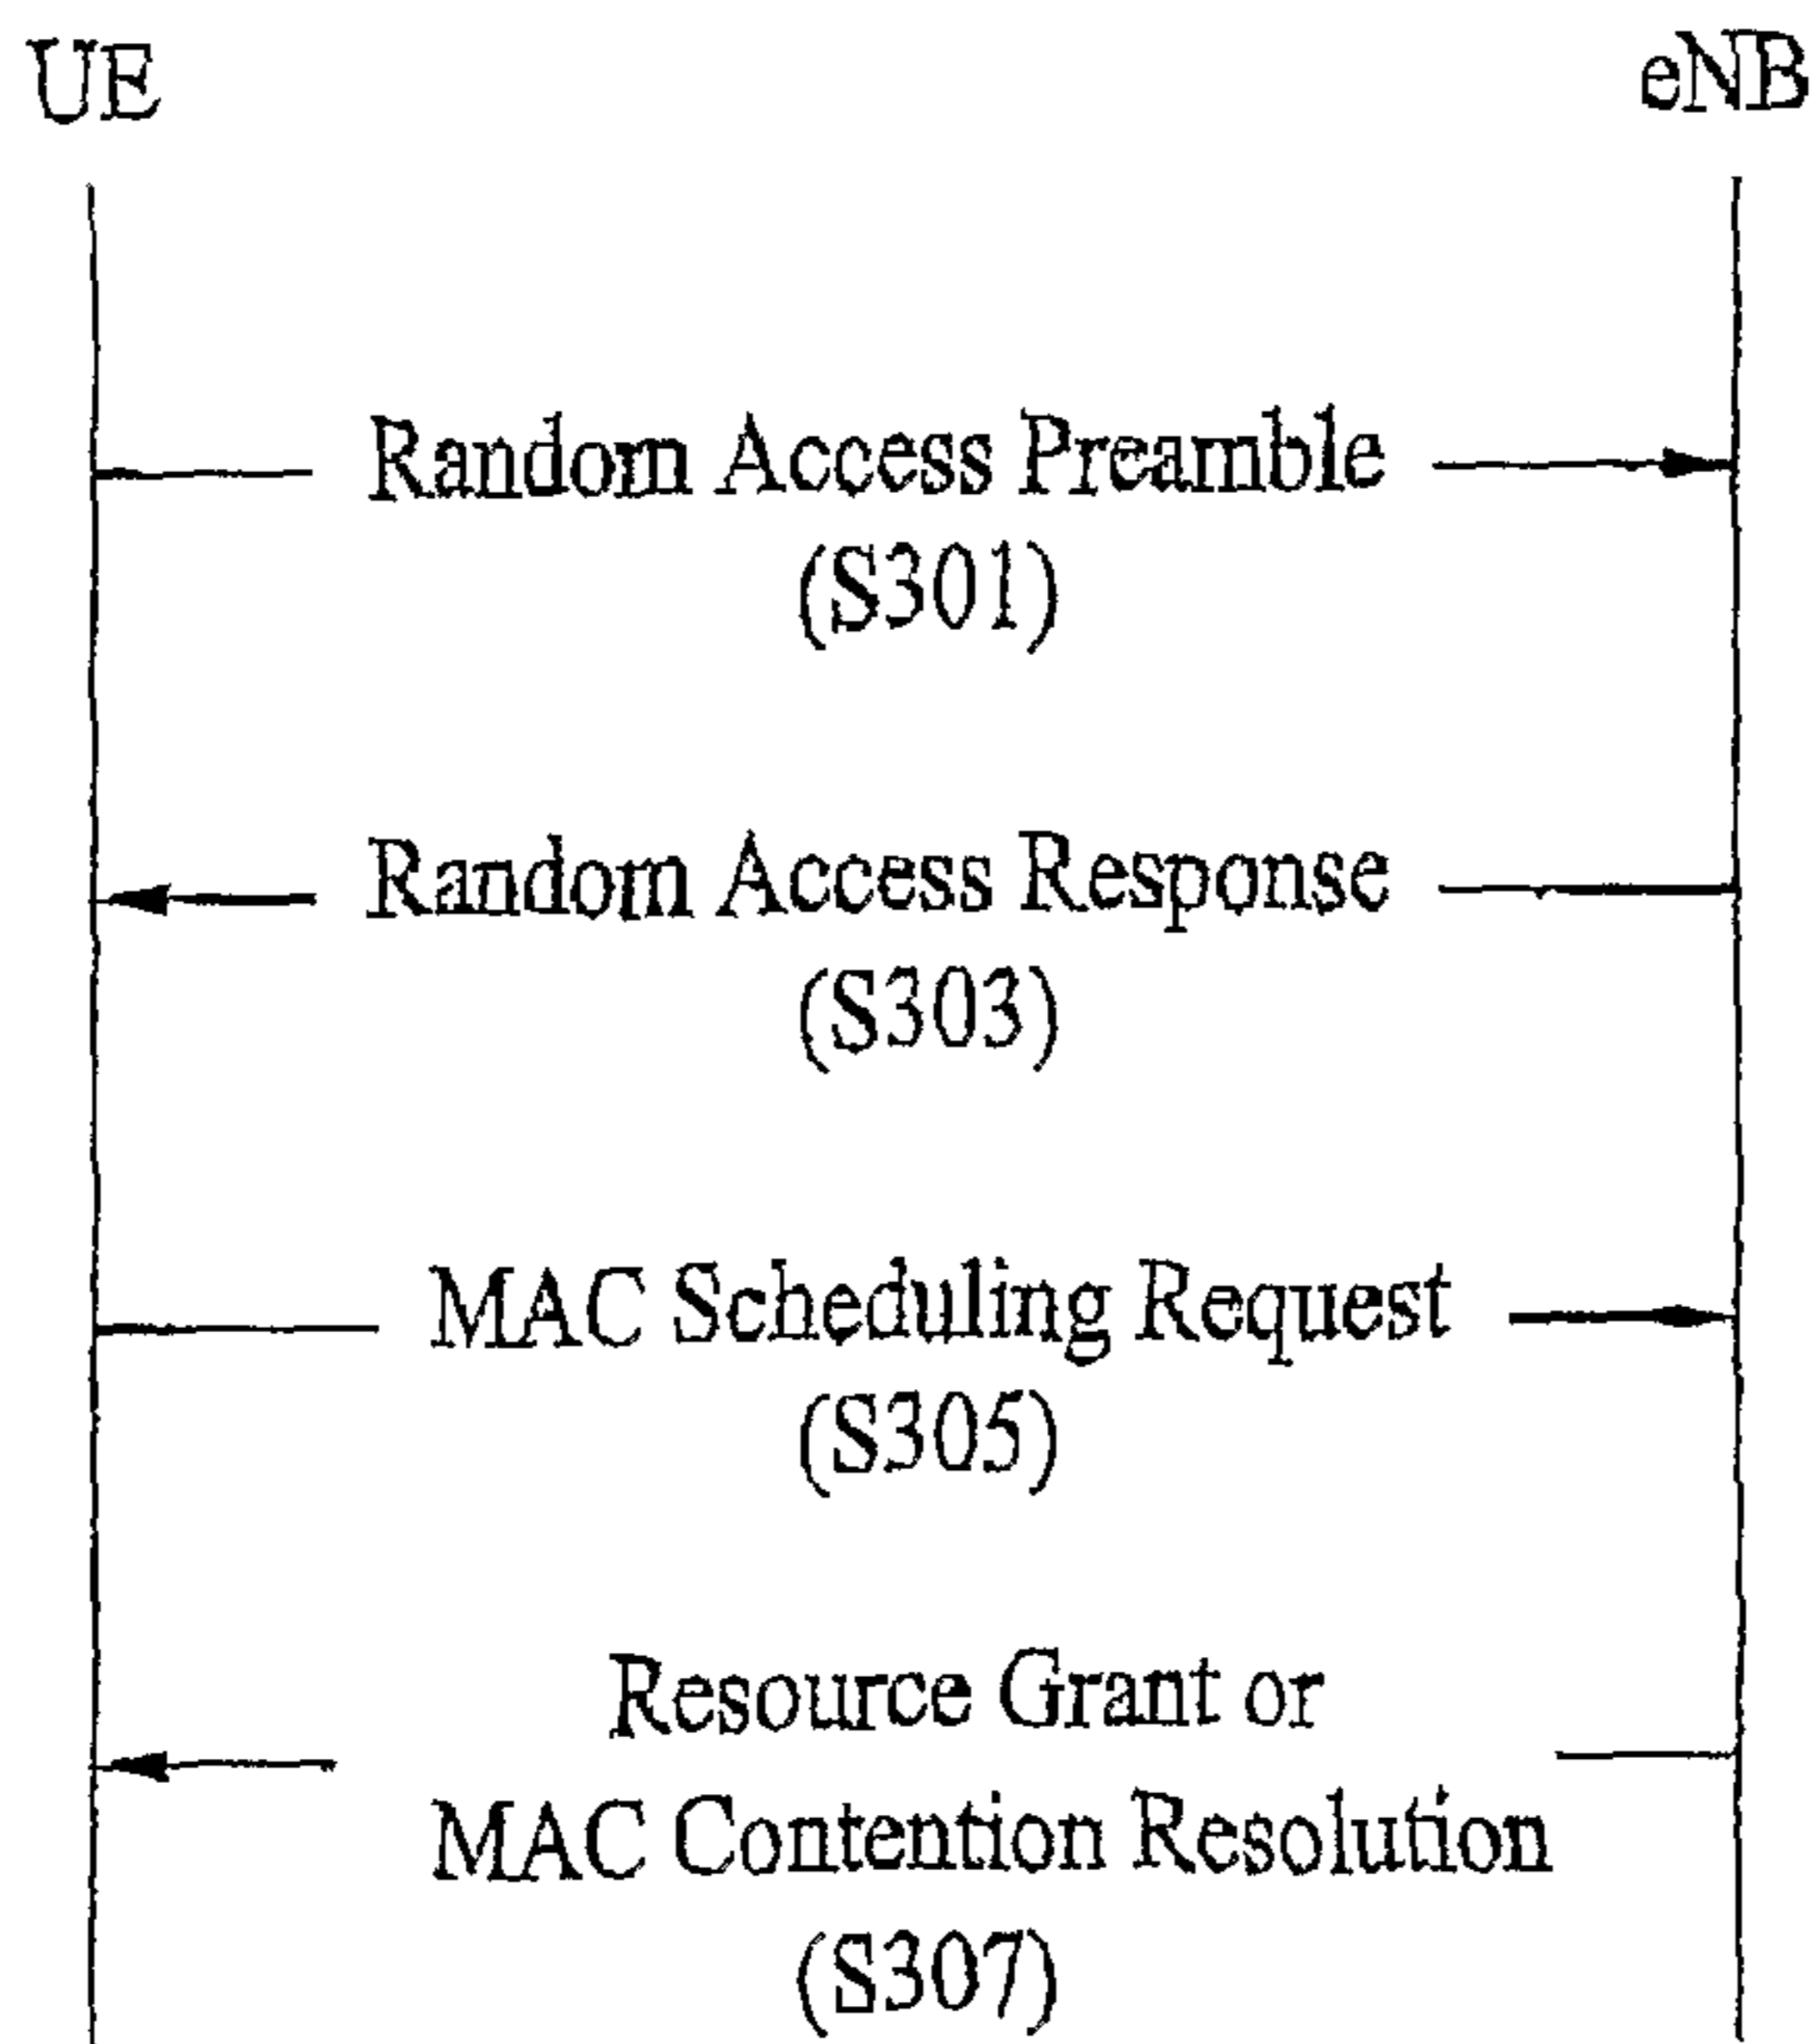 UE eNB
Random Access Preamble
(S301)
Random Access Response
(S303)
MAC Scheduling Request
(S305)
Resource Grant or
MAC Contention Resolution
(S307)